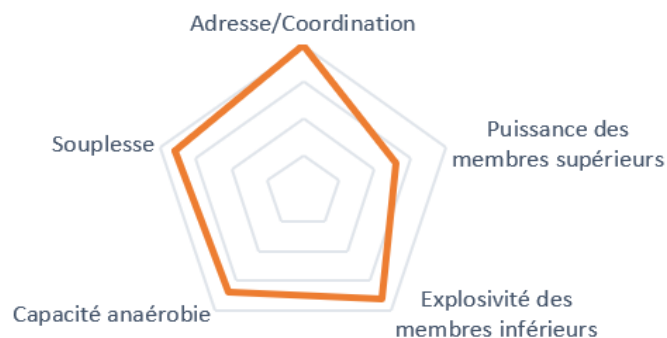 Adresse/Coordination
Puissance des
membres supérieurs
Souplesse
Explosivité des
membres inférieurs
Capacité anaérobie